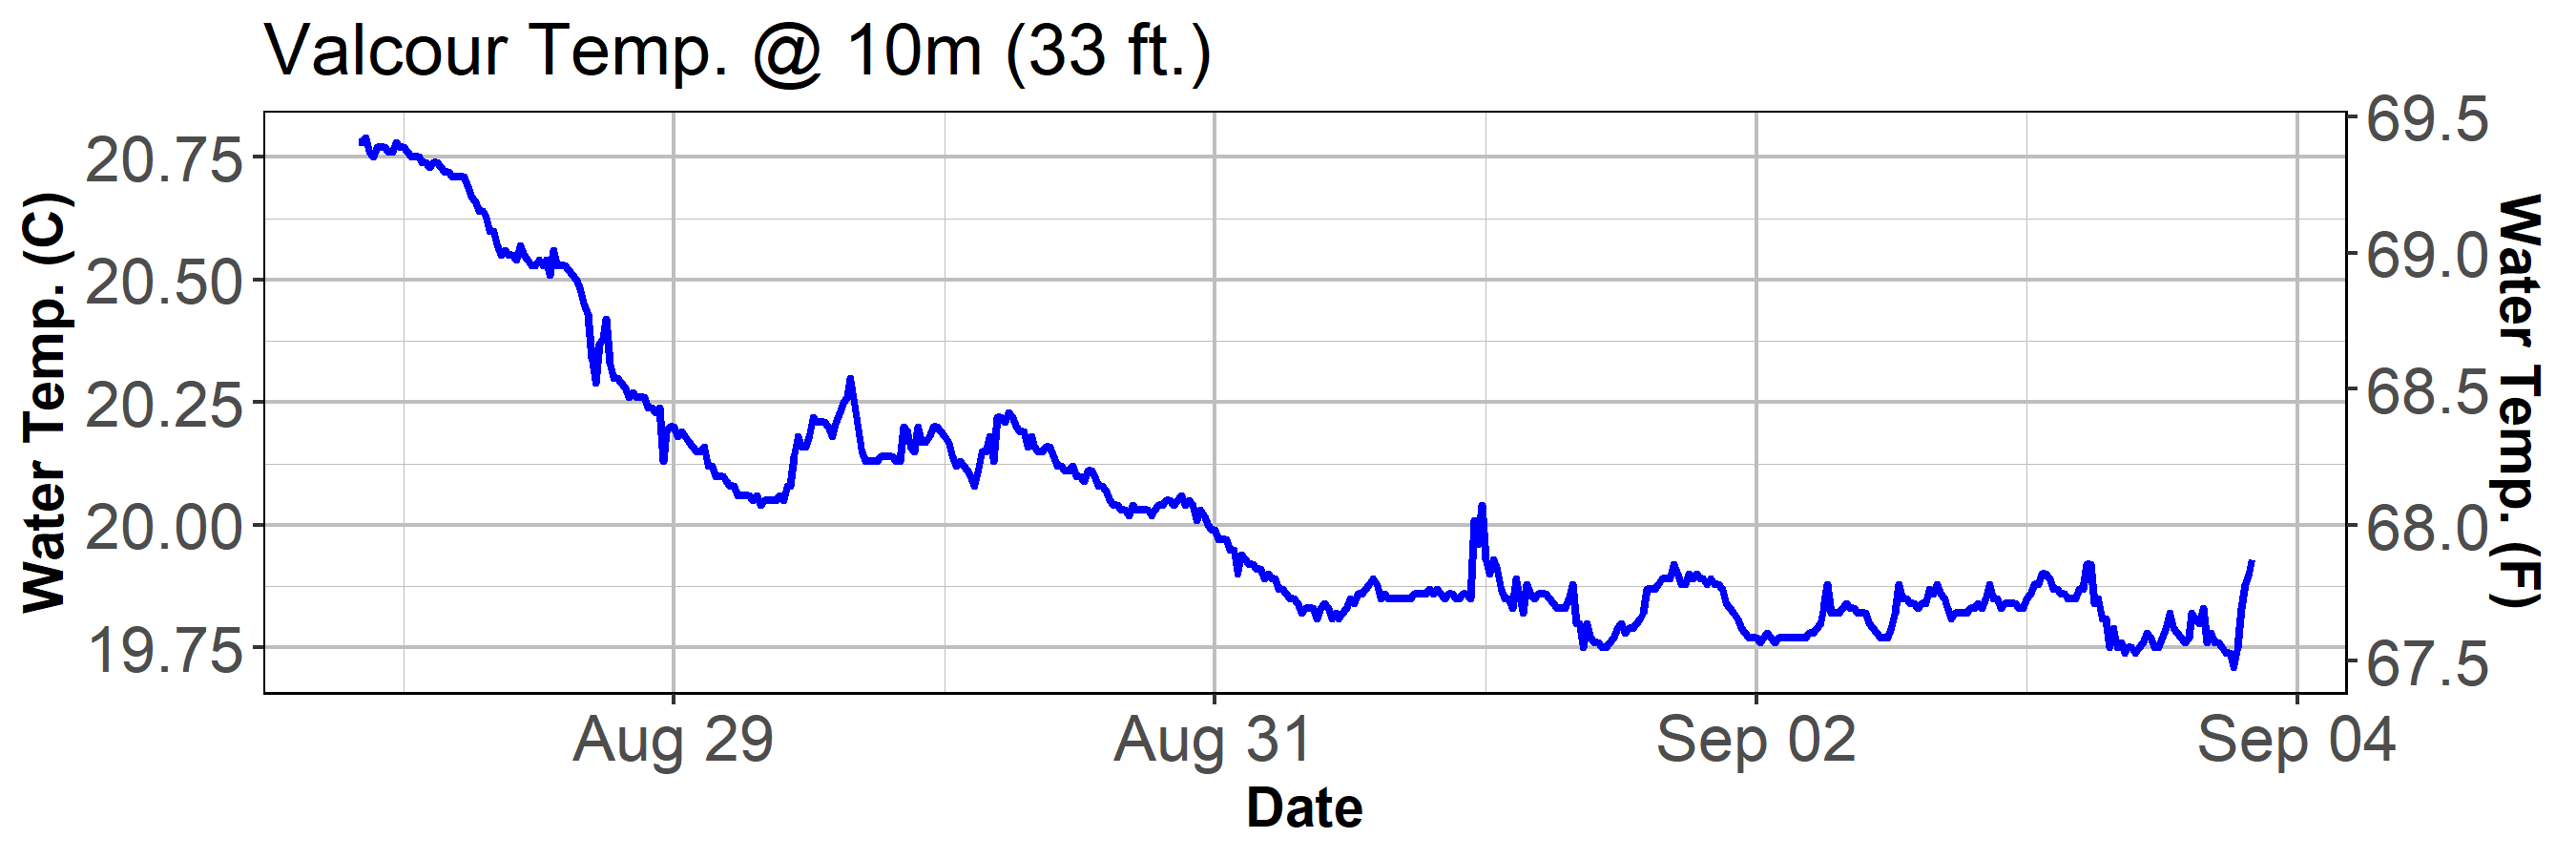 Valcour Temp. @ 10m (33 ft.)
Water Temp. (C)
20.75
20.50
20.25
20.00
19.75
69.5
69.0
68.5
68.0
67.5
Water Temp. (F)
Aug 29 Aug 31 Sep 02 Sep 04
Date